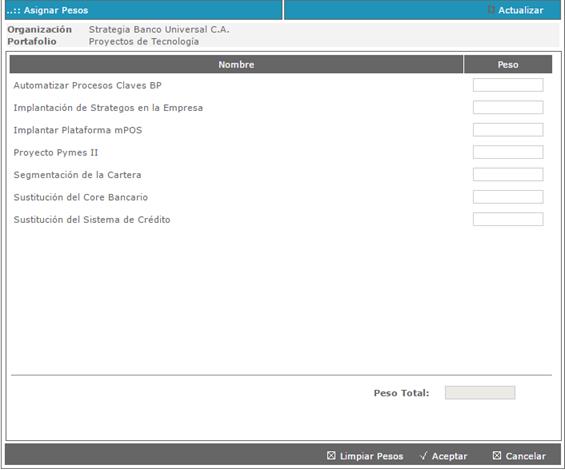 ..:: Asignar Pesos Actualizar
Organización Strategia Banco Universal C.A.
Portafolio Proyectos de Tecnología
Nombre Peso
Automatizar Procesos Claves BP
Implantación de Strategos en la Empresa
Implantar Plataforma mPOS
Proyecto Pymes II
Segmentación de la Cartera
Sustitución del Core Bancario
Sustitución del Sistema de Crédito
Peso Total:
Limpiar Pesos √ Aceptar Cancelar